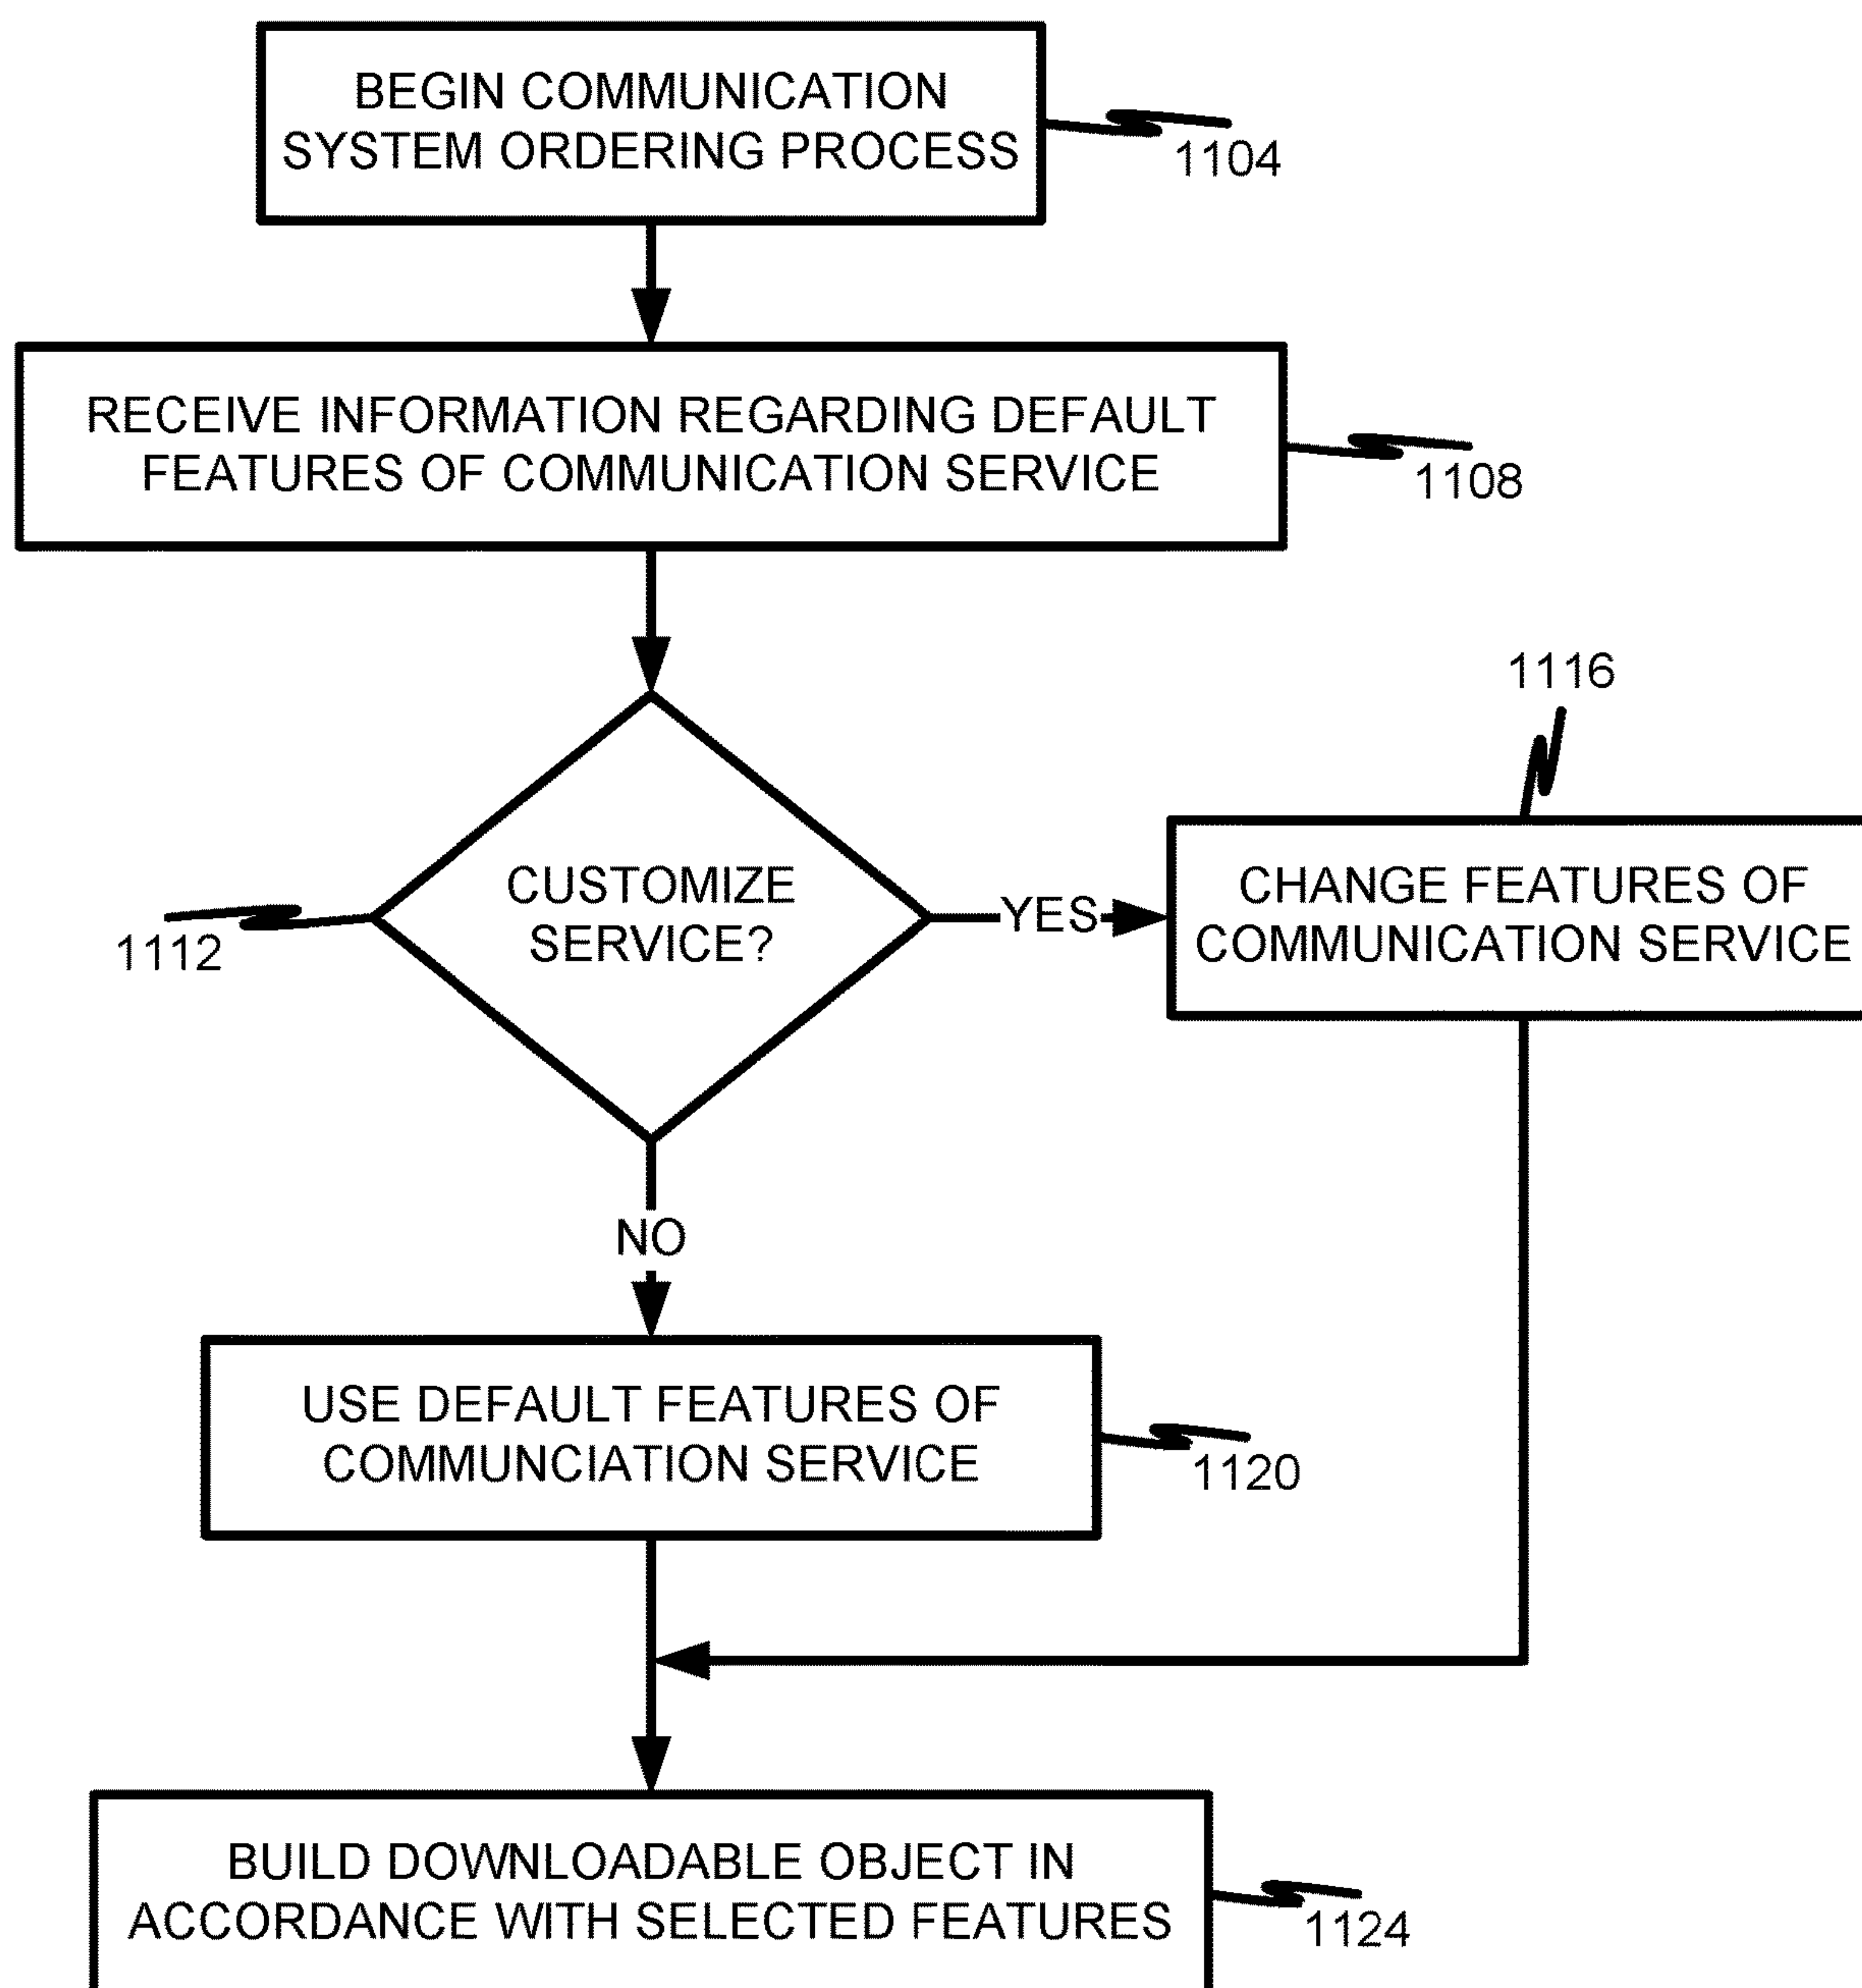 BEGIN COMMUNICATION
SYSTEM ORDERING PROCESS
1104
RECEIVE INFORMATION REGARDING DEFAULT
FEATURES OF COMMUNICATION SERVICE
1108
1116
CUSTOMIZE
SERVICE?
1112
YES
CHANGE FEATURES OF
COMMUNICATION SERVICE
NO
USE DEFAULT FEATURES OF
COMMUNCIATION SERVICE
1120
BUILD DOWNLOADABLE OBJECT IN
ACCORDANCE WITH SELECTED FEATURES
1124